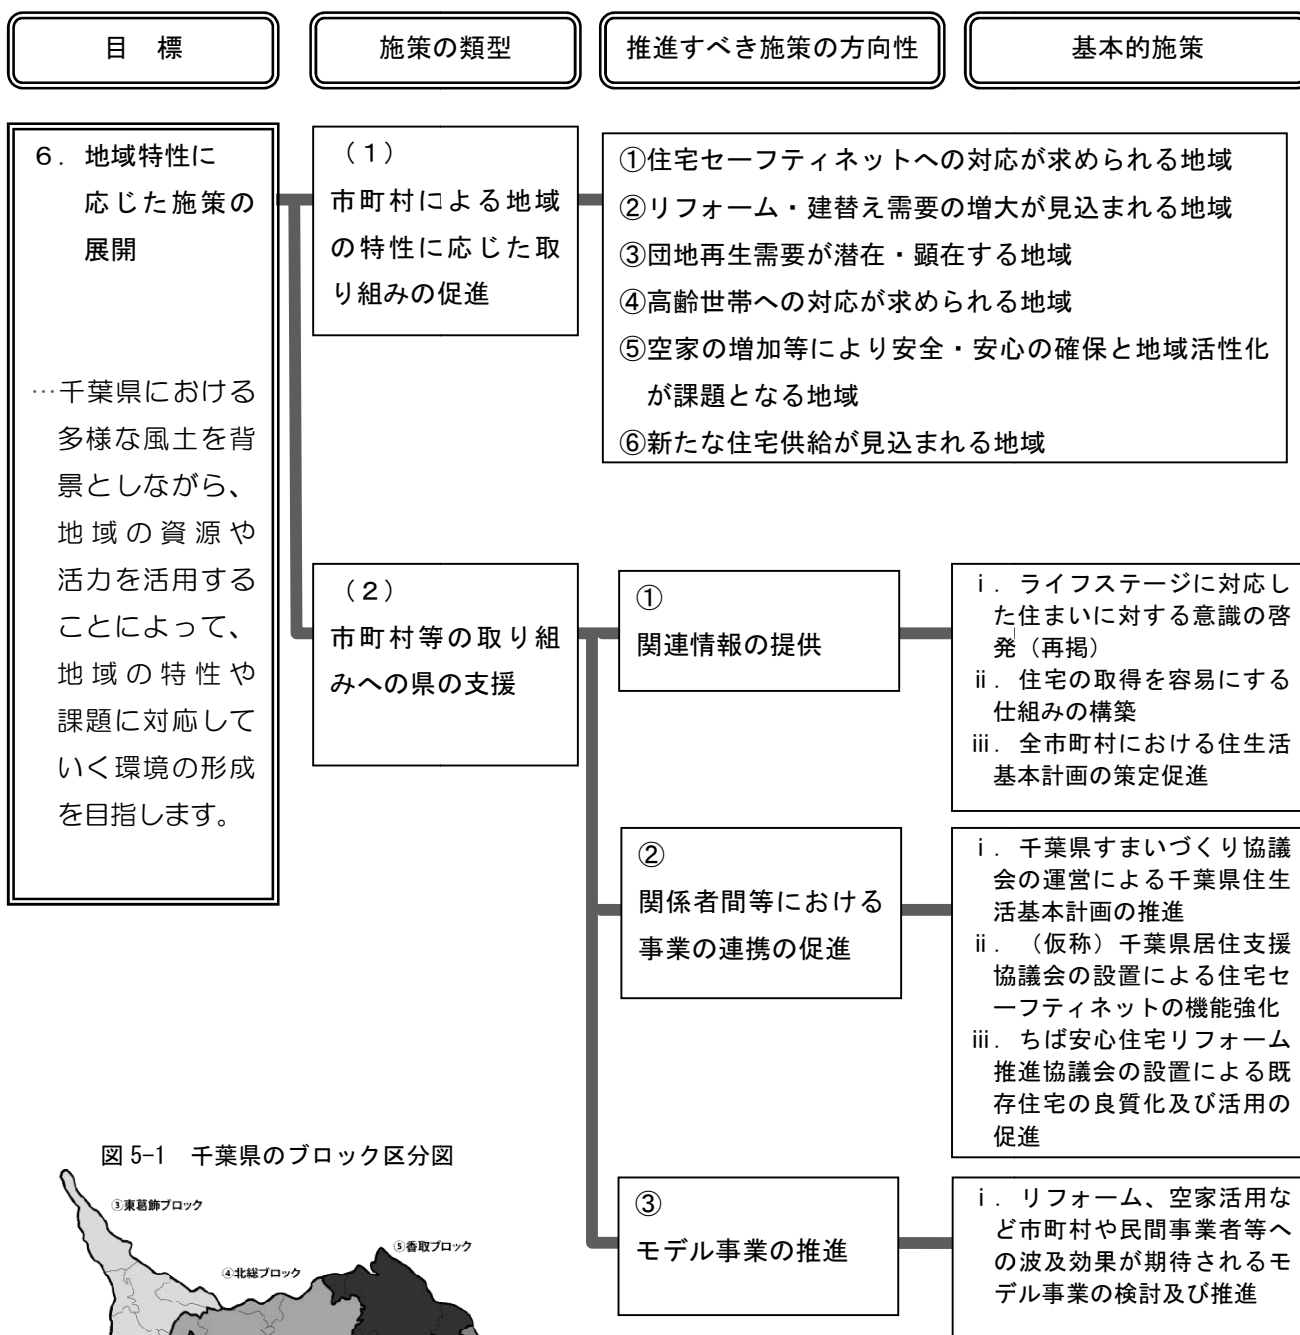 目　標
施策の類型
推進すべき施策の方向性
基本的施策
６．地域特性に
応じた施策の
展開
…千葉県における
多様な風土を背
景としながら、
地域の資源や
活力を活用する
ことによって、
地域の特性や
課題に対応して
いく環境の形成
を目指します。
（１）
市町村による地域
の特性に応じた取
り組みの促進
①住宅セーフティネットへの対応が求められる地域
②リフォーム・建替え需要の増大が見込まれる地域
③団地再生需要が潜在・顕在する地域
④高齢世帯への対応が求められる地域
⑤空家の増加等により安全・安心の確保と地域活性化
が課題となる地域
⑥新たな住宅供給が見込まれる地域
（２）
市町村等の取り組
みへの県の支援
①
関連情報の提供
ⅰ．ライフステージに対応し
た住まいに対する意識の啓
発（再掲）
ⅱ．住宅の取得を容易にする
仕組みの構築
ⅲ．全市町村における住生活
基本計画の策定促進
②
関係者間等における
事業の連携の促進
ⅰ．千葉県すまいづくり協議
会の運営による千葉県住生
活基本計画の推進
ⅱ．（仮称）千葉県居住支援
協議会の設置による住宅セ
ーフティネットの機能強化
ⅲ．ちば安心住宅リフォーム
推進協議会の設置による既
存住宅の良質化及び活用の
促進
③
モデル事業の推進
ⅰ．リフォーム、空家活用な
ど市町村や民間事業者等へ
の波及効果が期待されるモ
デル事業の検討及び推進
図 5-1　千葉県のブロック区分図
③東葛飾ブロック
⑤香取ブロック
④北総ブロック